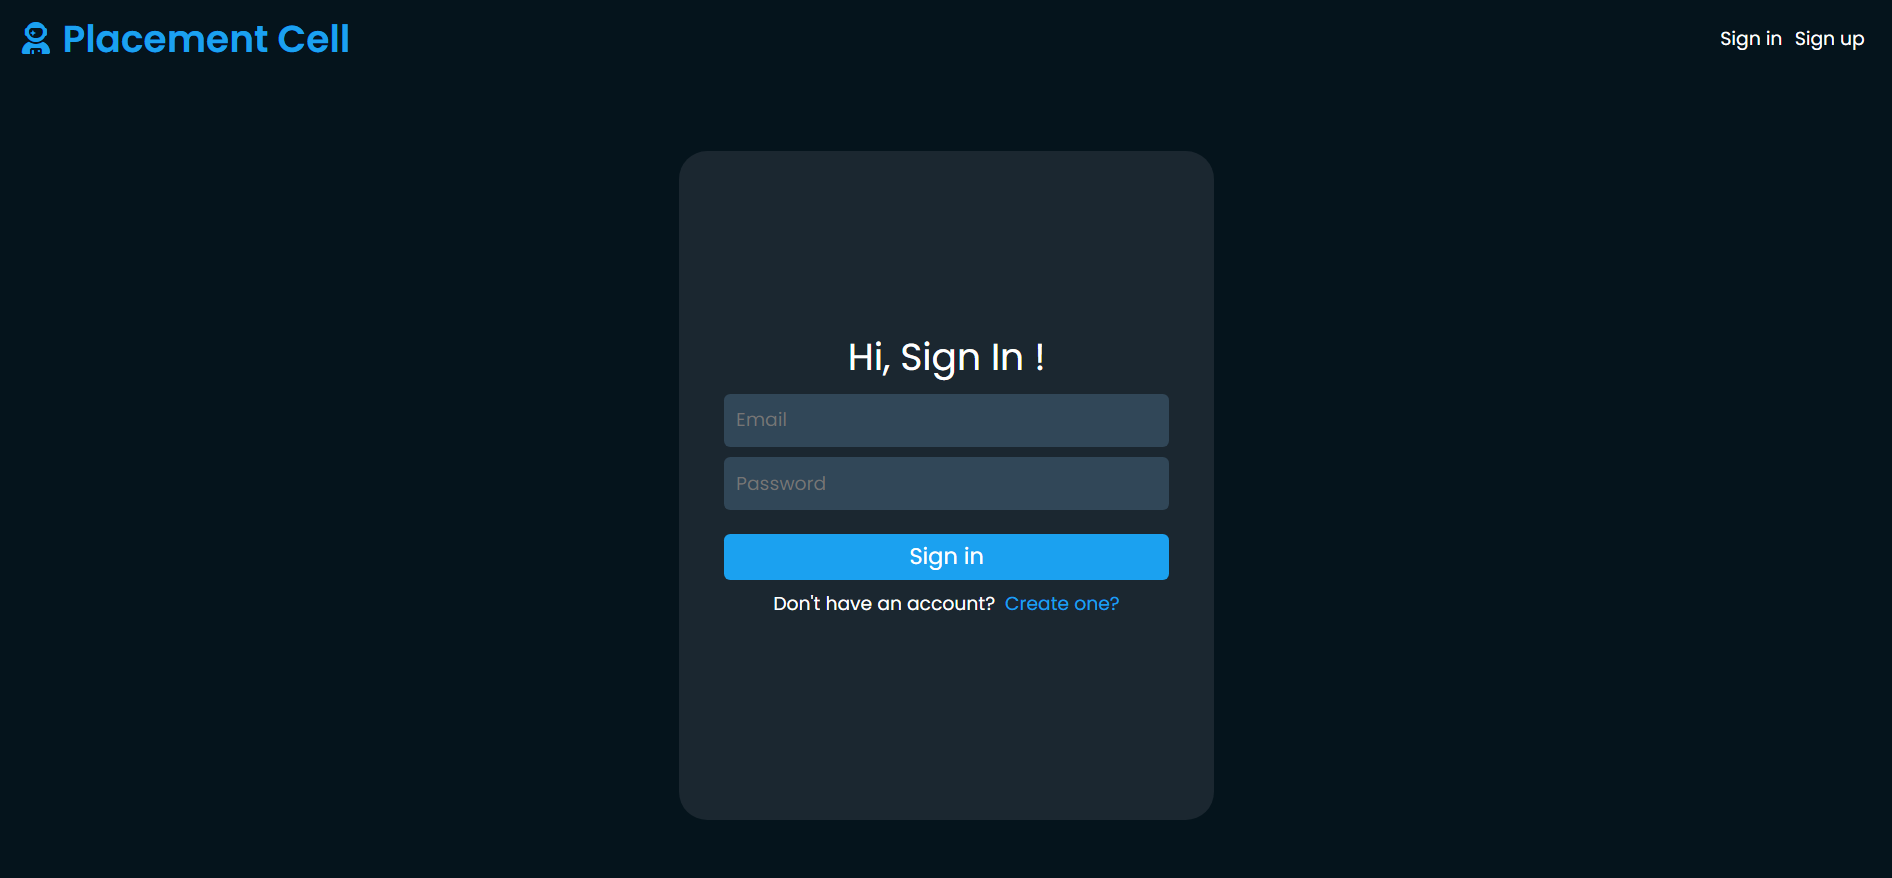 Placement Cell
Sign in Sign up
Hi, Sign In !
Email
Password
Sign in
Don't have an account? Create one?